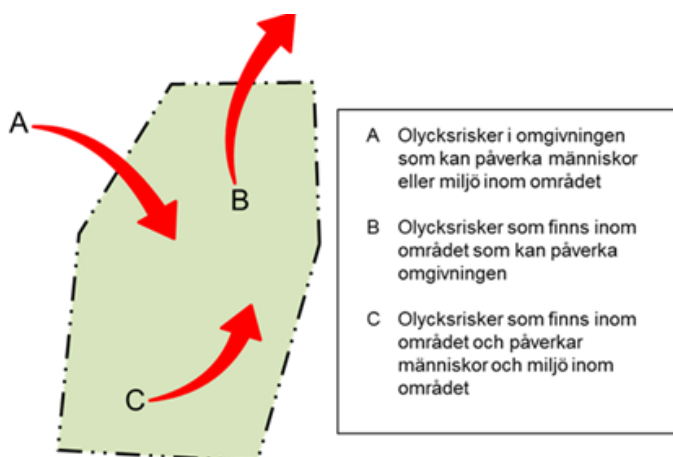 A
B
C
A Olycksrisker i omgivningen
som kan påverka människor
eller miljö inom området
B Olycksrisker som finns inom
området som kan påverka
omgivningen
C Olycksrisker som finns inom
området och påverkar
människor och miljö inom
området